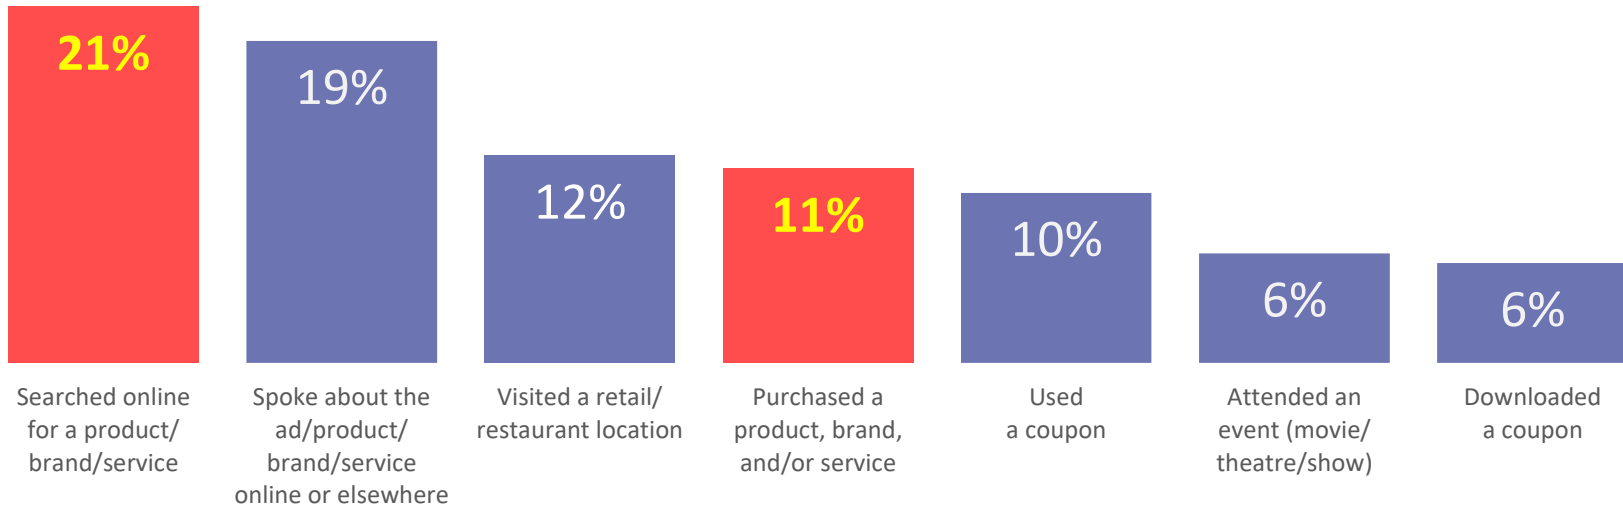 21%
19%
12%
11%
10%
6%
6%
Searched online
for a product/
brand/service
Spoke about the
ad/product/
brand/service
online or elsewhere
Visited a retail/
restaurant location
Purchased a
product, brand,
and/or service
Used
a coupon
Attended an
event (movie/
theatre/show)
Downloaded
a coupon